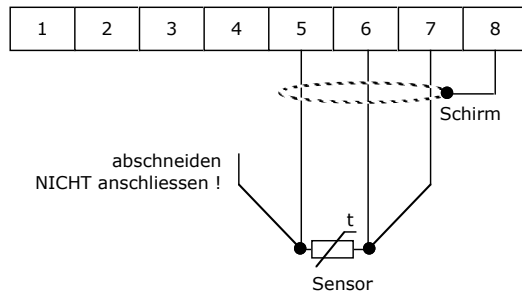 1 2 3 4 5 6 7 8
Schirm
abschneiden
NICHT anschliessen !
t
Sensor